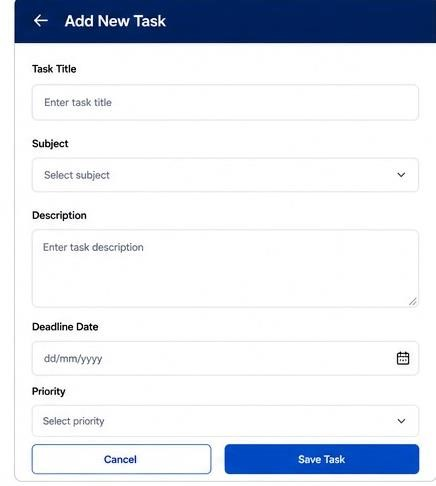 Add New Task
Task Title
Enter task title
Subject
Select subject
Description
Enter task description
Deadline Date
dd/mm/yyyy
Priority
Select priority
Cancel
Save Task